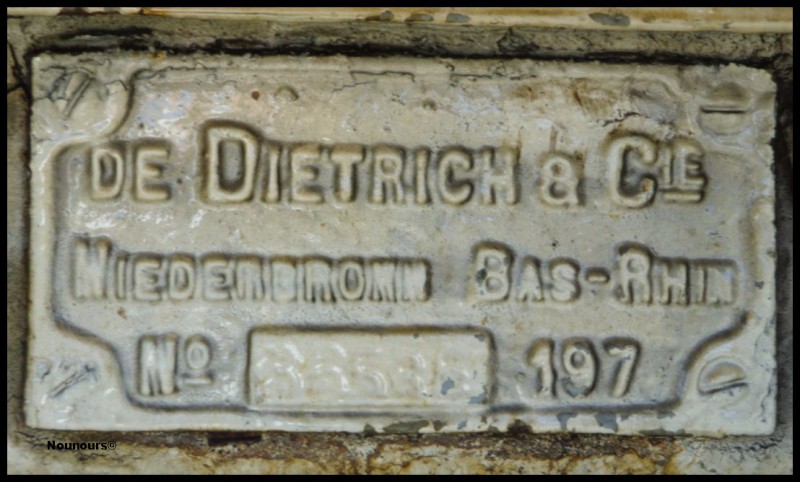 DE DIETRICH & CIE
NIEDERBRONN BAS-RHIN
No 197
Nounours©